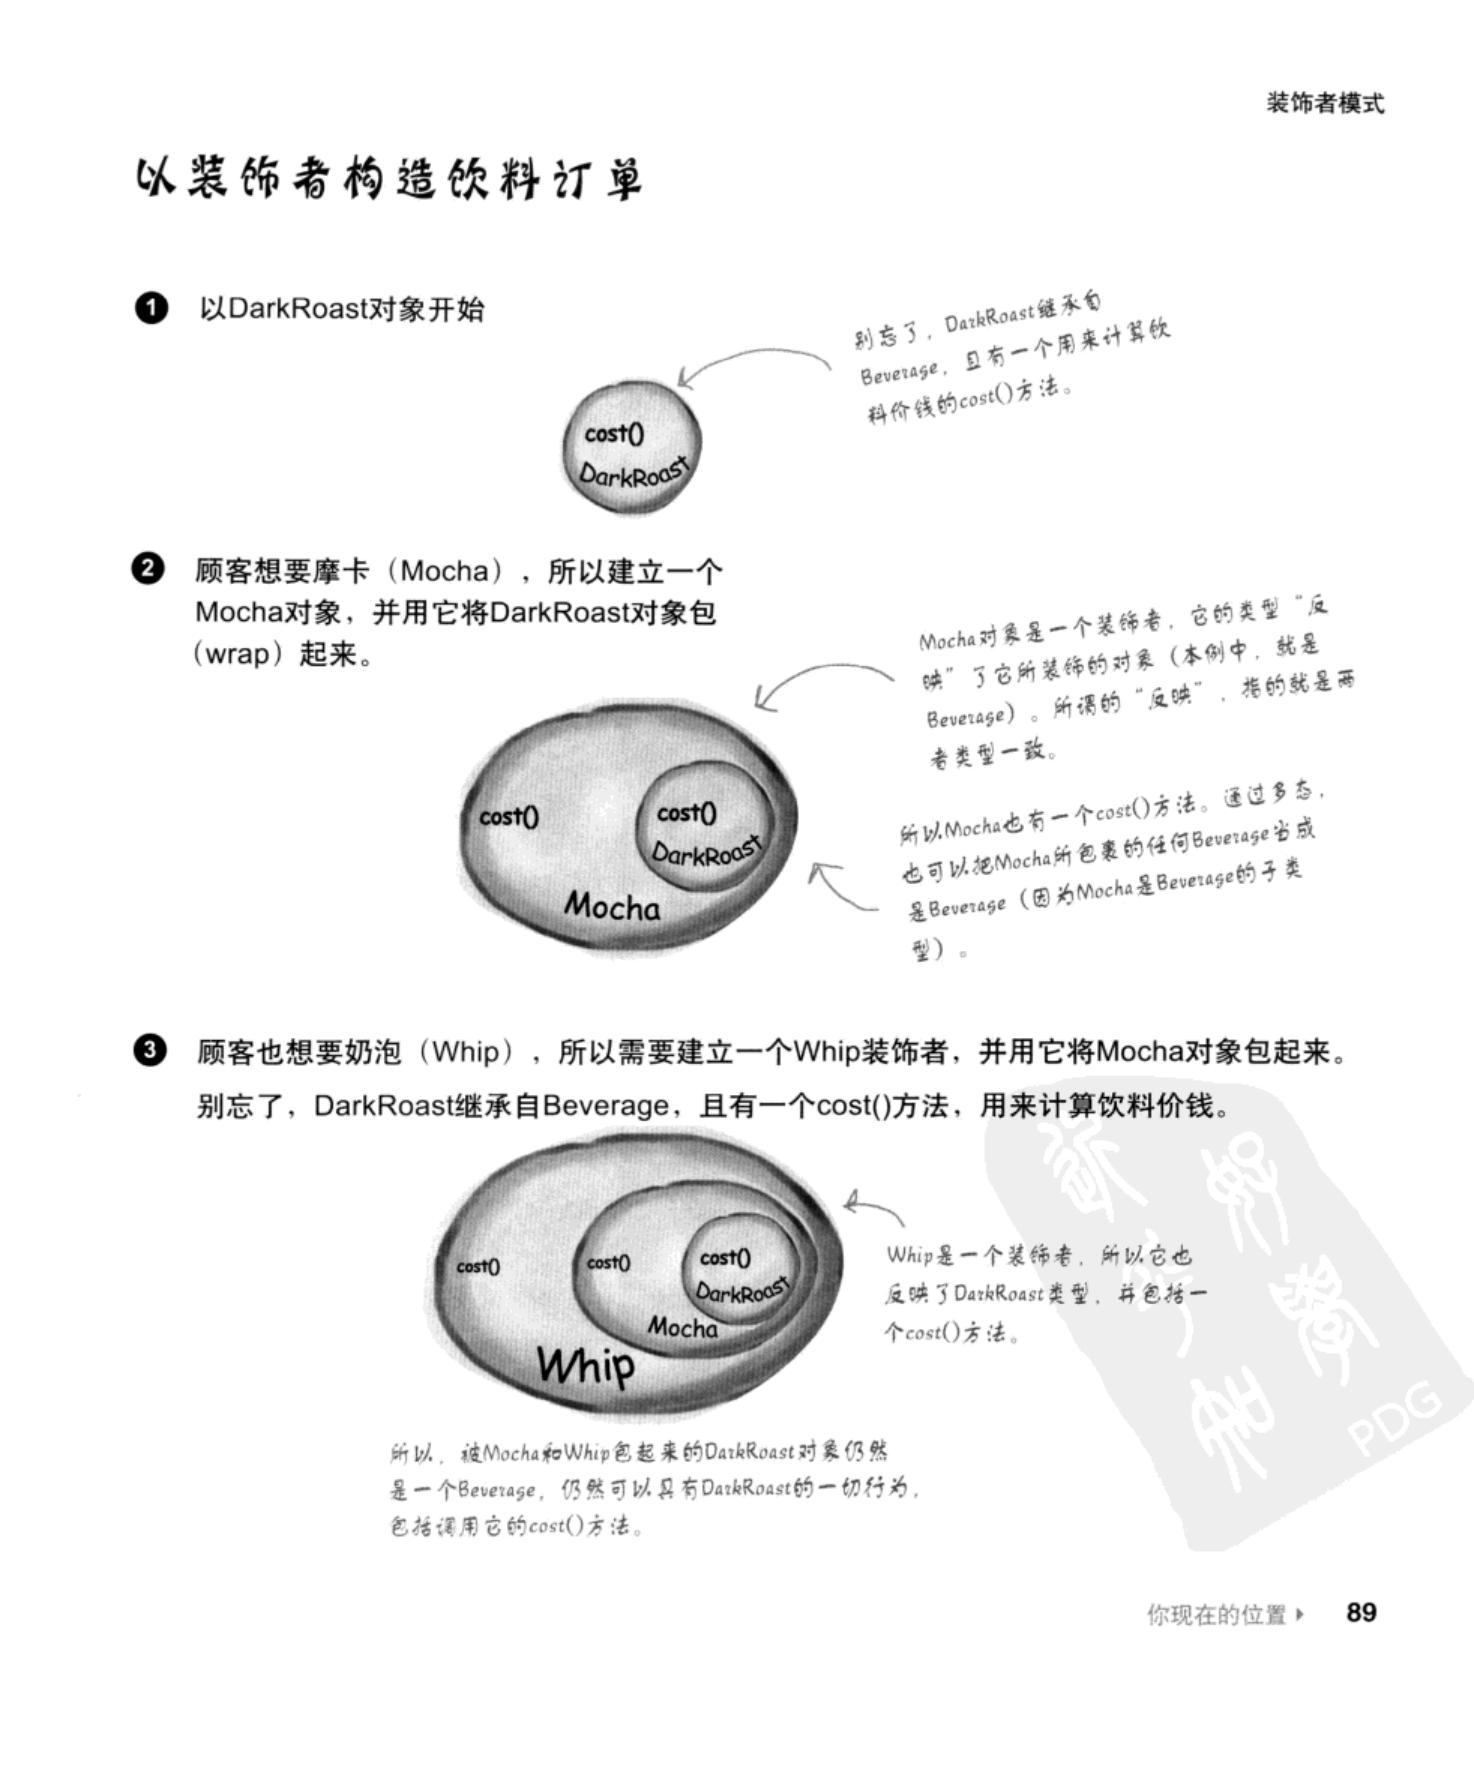 装饰者模式
以装饰者构造饮料订单
1 以DarkRoast对象开始
别忘了，DarkRoast继承自
Beverage，且有一个用来计算饮
料价钱的cost()方法。
cost()
DarkRoast
2 顾客想要摩卡（Mocha），所以建立一个
Mocha对象，并用它将DarkRoast对象包
（wrap）起来。
Mocha对象是一个装饰者，它的类型“反
映”了它所装饰的对象（本例中，就是
Beverage）。所谓的“反映”，指的就是两
者类型一致。
cost()
cost()
DarkRoast
Mocha
所以Mocha也有一个cost()方法。通过多态，
也可以把Mocha所包裹的任何Beverage当成
是Beverage（因为Mocha是Beverage的子类
型）。
3 顾客也想要奶泡（Whip），所以需要建立一个Whip装饰者，并用它将Mocha对象包起来。
别忘了，DarkRoast继承自Beverage，且有一个cost()方法，用来计算饮料价钱。
cost()
cost()
cost()
DarkRoast
Mocha
Whip
Whip是一个装饰者，所以它也
反映了DarkRoast类型，并包括一
个cost()方法。
所以，被Mocha和Whip包起来的DarkRoast对象仍然
是一个Beverage，仍然可以具有DarkRoast的一切行为，
包括调用它的cost()方法。
PDG
你现在的位置 89